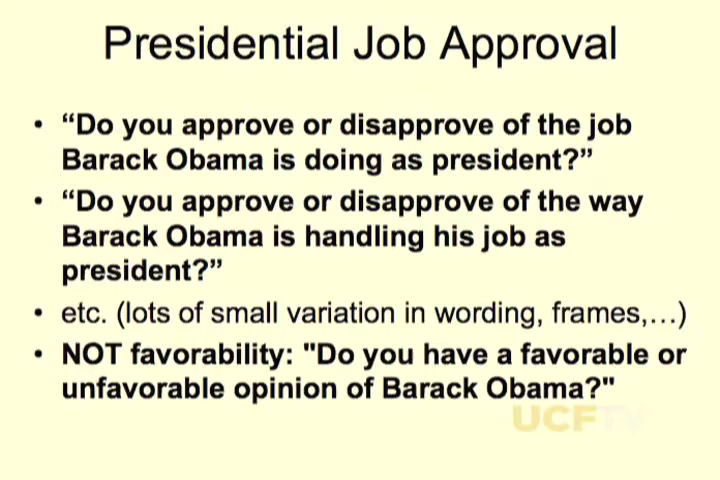 Presidential Job Approval
• “Do you approve or disapprove of the job
Barack Obama is doing as president?”
• “Do you approve or disapprove of the way
Barack Obama is handling his job as
president?”
• etc. (lots of small variation in wording, frames,…)
• NOT favorability: "Do you have a favorable or
unfavorable opinion of Barack Obama?"
UCFTV